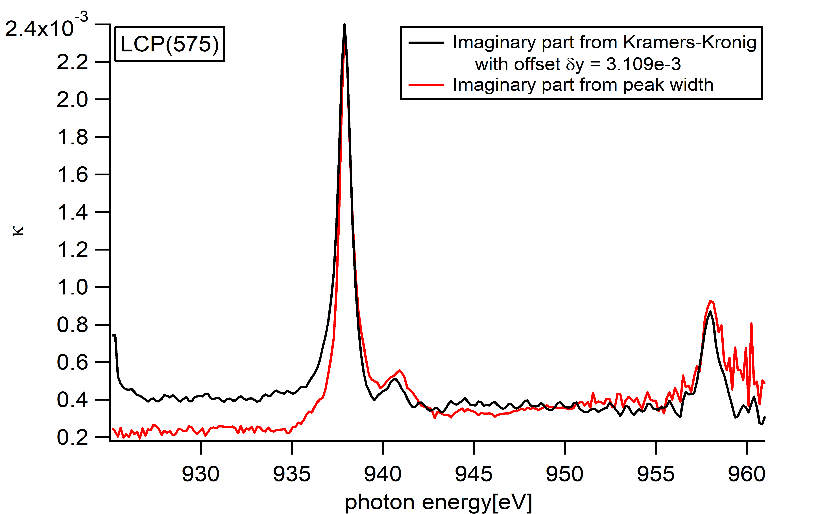 2.4x10⁻³
2.2
2.0
1.8
1.6
1.4
1.2
1.0
0.8
0.6
0.4
0.2
κ
LCP(575)
Imaginary part from Kramers-Kronig
with offset δy = 3.109e-3
Imaginary part from peak width
930 935 940 945 950 955 960
photon energy[eV]